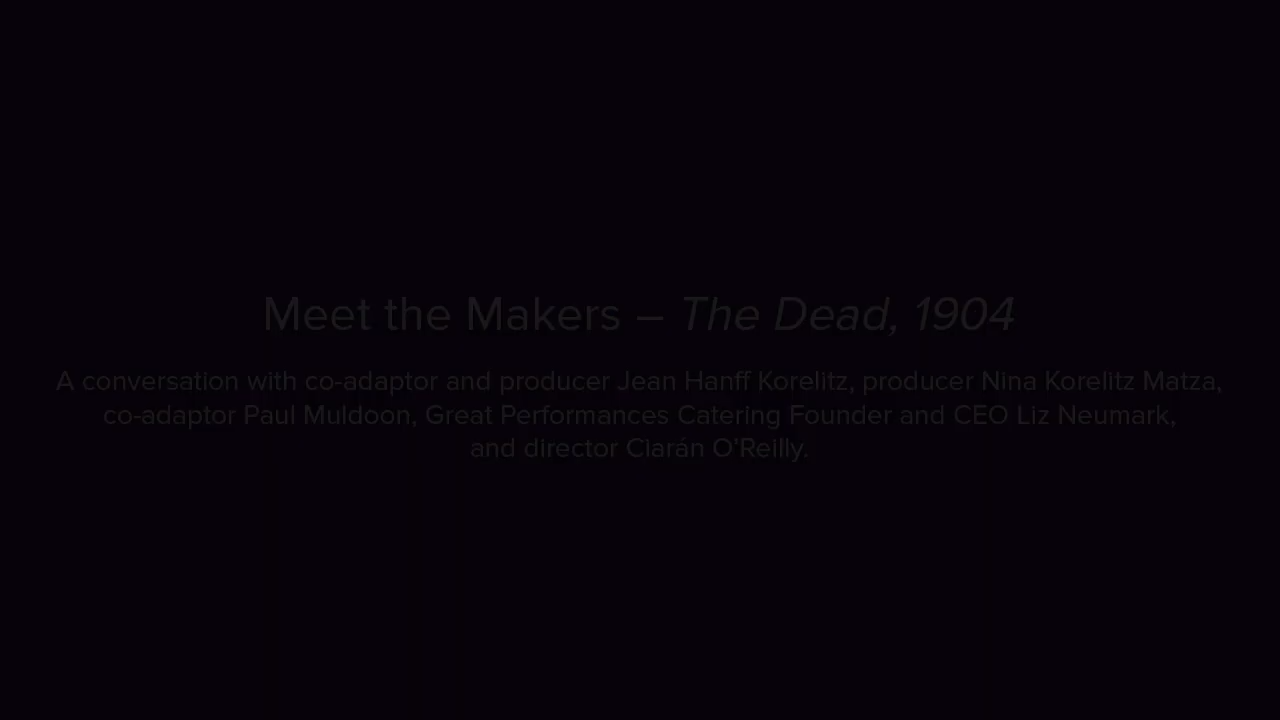 Meet the Makers – The Dead, 1904
A conversation with co-adaptor and producer Jean Hanff Korelitz, producer Nina Korelitz Matza,
co-adaptor Paul Muldoon, Great Performances Catering Founder and CEO Liz Neumark,
and director Ciarán O'Reilly.